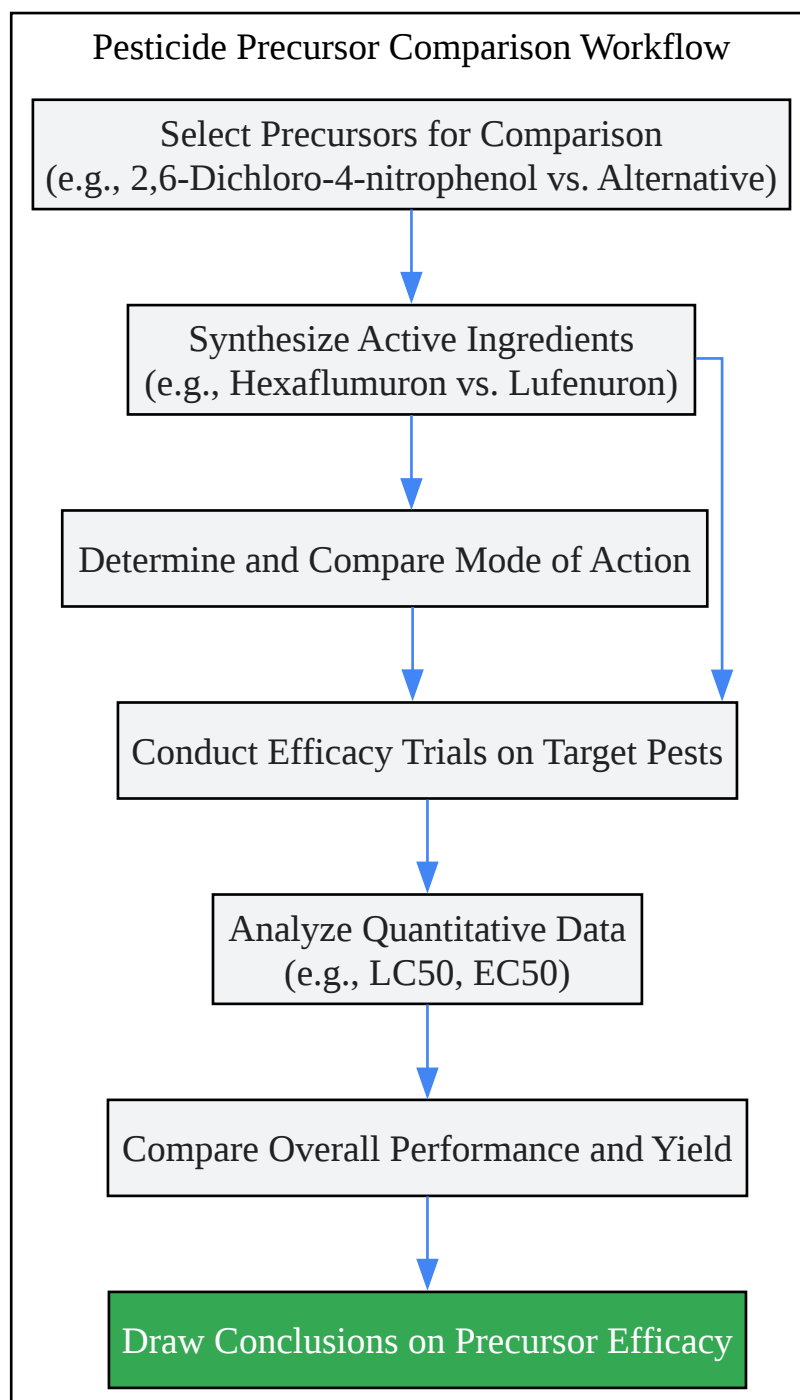 Pesticide Precursor Comparison Workflow
Select Precursors for Comparison
(e.g., 2,6-Dichloro-4-nitrophenol vs. Alternative)
Synthesize Active Ingredients
(e.g., Hexaflumuron vs. Lufenuron)
Determine and Compare Mode of Action
Conduct Efficacy Trials on Target Pests
Analyze Quantitative Data
(e.g., LC50, EC50)
Compare Overall Performance and Yield
Draw Conclusions on Precursor Efficacy